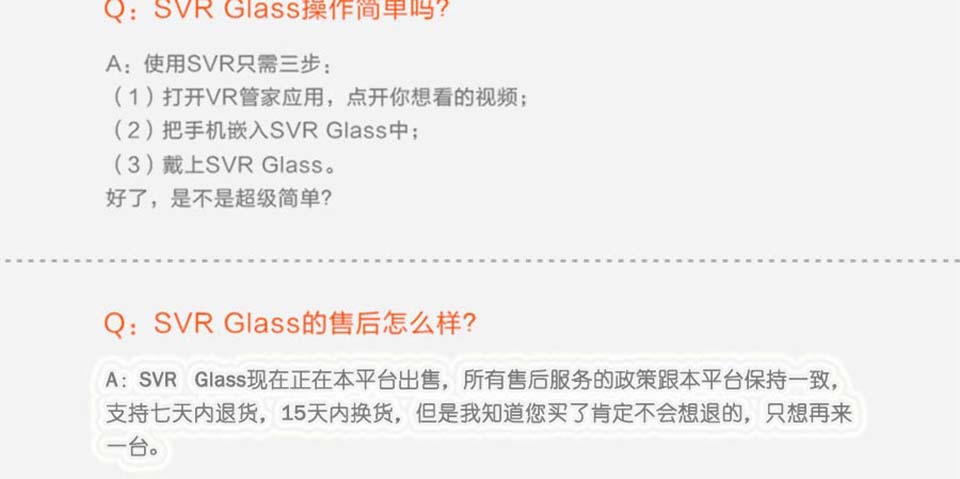 Q：SVR Glass操作简单吗?
A：使用SVR只需三步：
（1）打开VR管家应用，点开你想看的视频；
（2）把手机嵌入SVR Glass中；
（3）戴上SVR Glass。
好了，是不是超级简单?
Q：SVR Glass的售后怎么样?
A：SVR Glass现在正在本平台出售，所有售后服务的政策跟本平台保持一致，
支持七天内退货，15天内换货，但是我知道您买了肯定不会想退的，只想再来
一台。